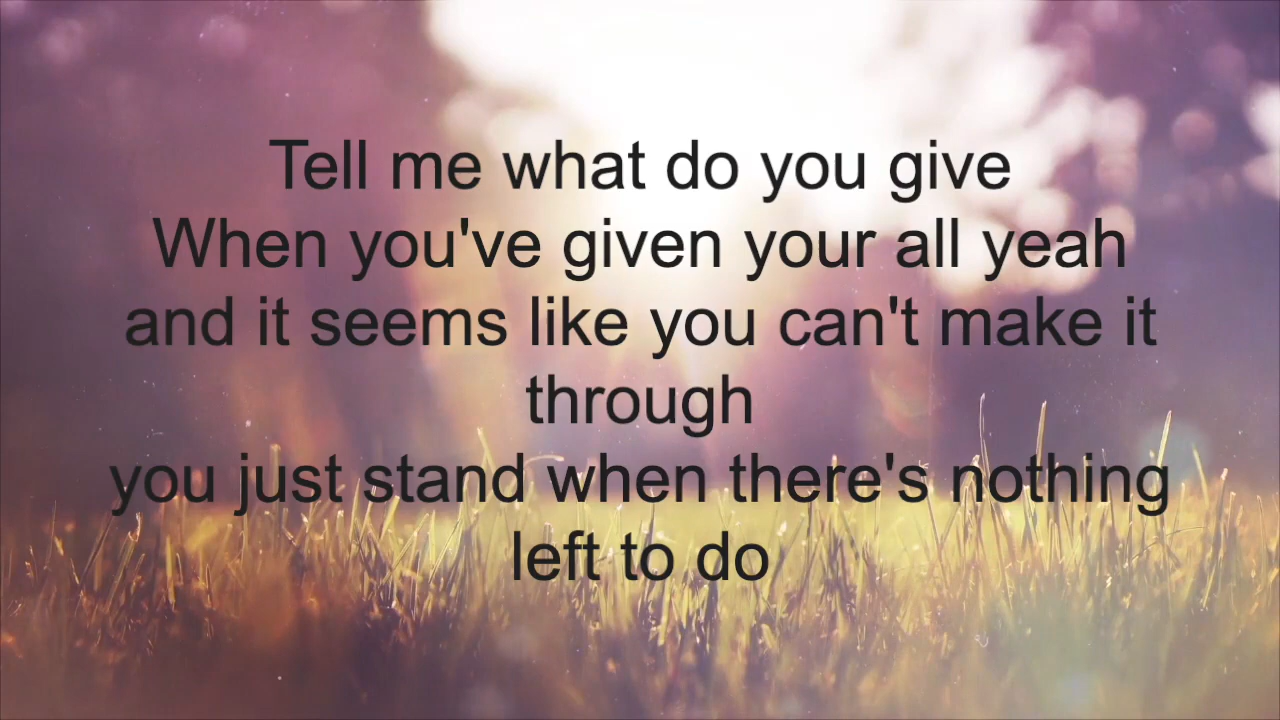 Tell me what do you give
When you've given your all yeah
and it seems like you can't make it
through
you just stand when there's nothing
left to do